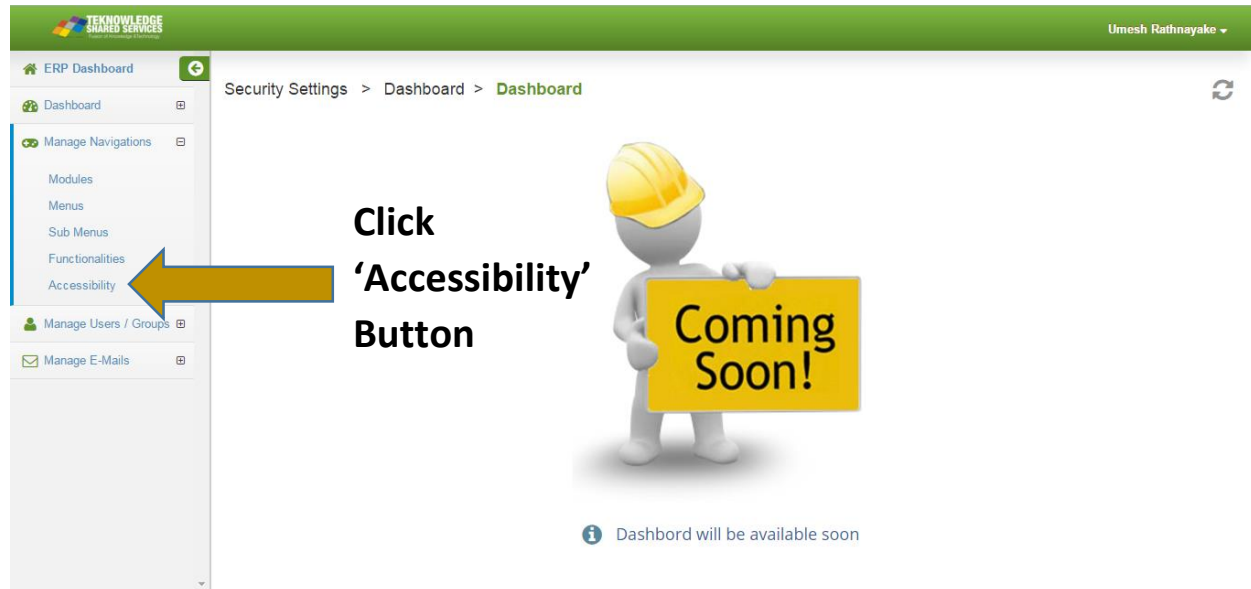 TEKNOWLEDGE
SHARED SERVICES
Umesh Rathnayake
ERP Dashboard
Security Settings > Dashboard > Dashboard
Dashboard
Manage Navigations
Modules
Menus
Sub Menus
Functionalities
Accessibility
Manage Users / Groups
Manage E-Mails
Click
‘Accessibility’
Button
Coming
Soon!
Dashbord will be available soon